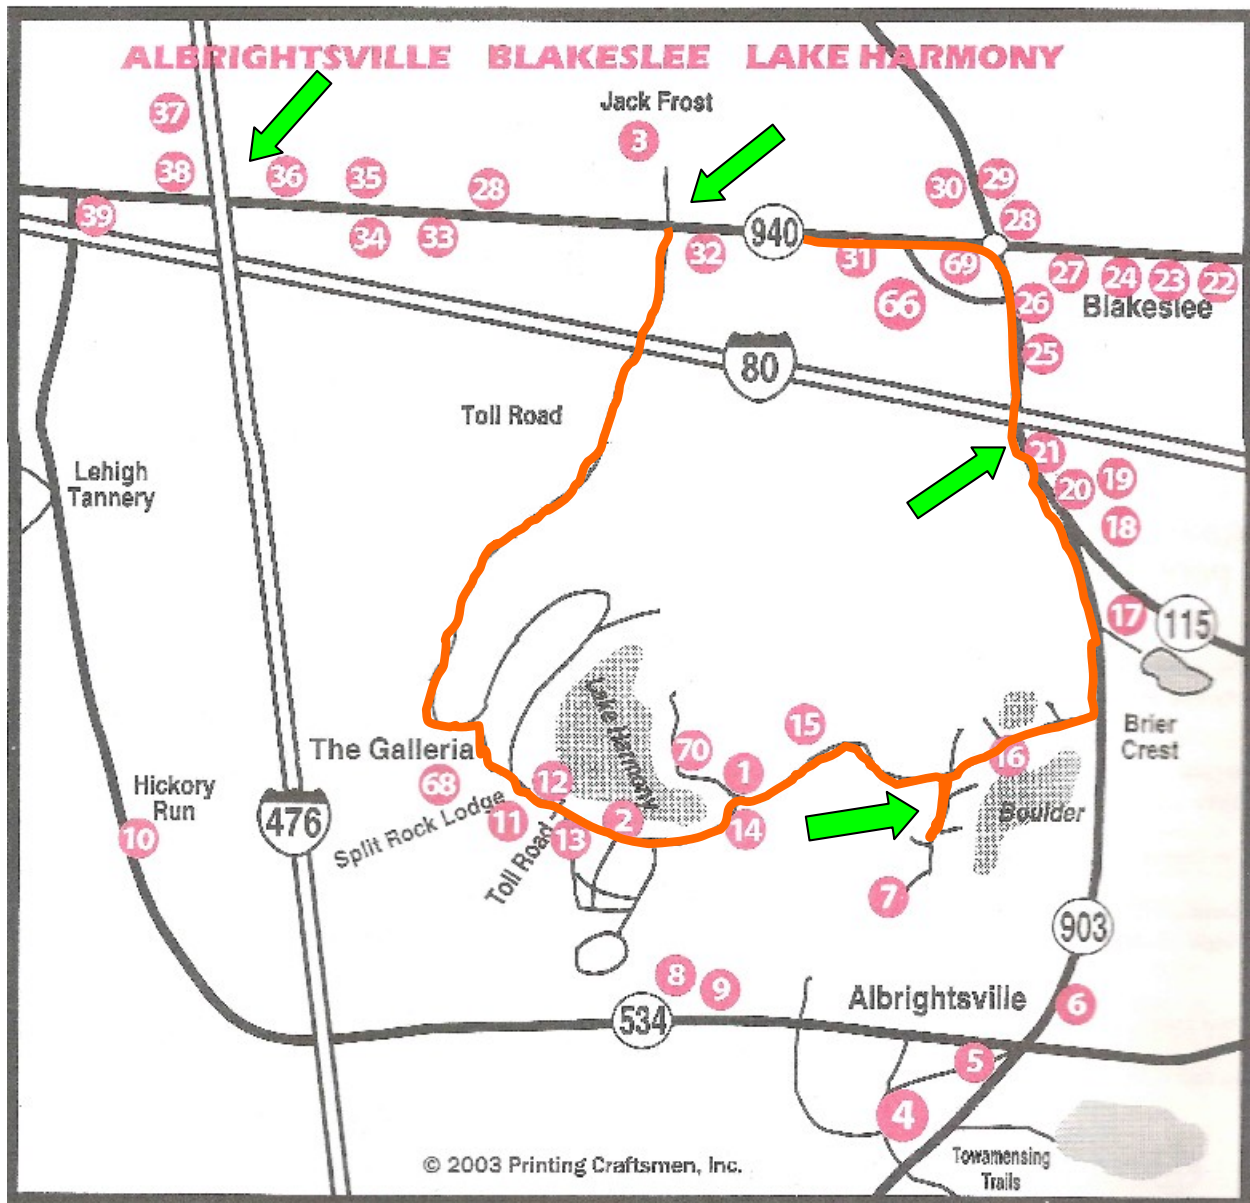 ALBRIGHTSVILLE BLAKESLEE LAKE HARMONY
Jack Frost
37
3
38
36
35
28
30
29
39
34
33
32
940
31
69
28
66
27
24
23
22
26
Blakeslee
25
80
Toll Road
21
20
19
18
Lehigh
Tannery
17
115
Lake Harmony
15
70
16
Brier
Crest
The Galleria
68
12
1
Hickory
Run
10
476
Split Rock Lodge
11
Toll Road
13
2
14
Boulder
7
903
8
9
Albrightsville
6
534
5
4
© 2003 Printing Craftsmen, Inc.
Towamensing
Trails